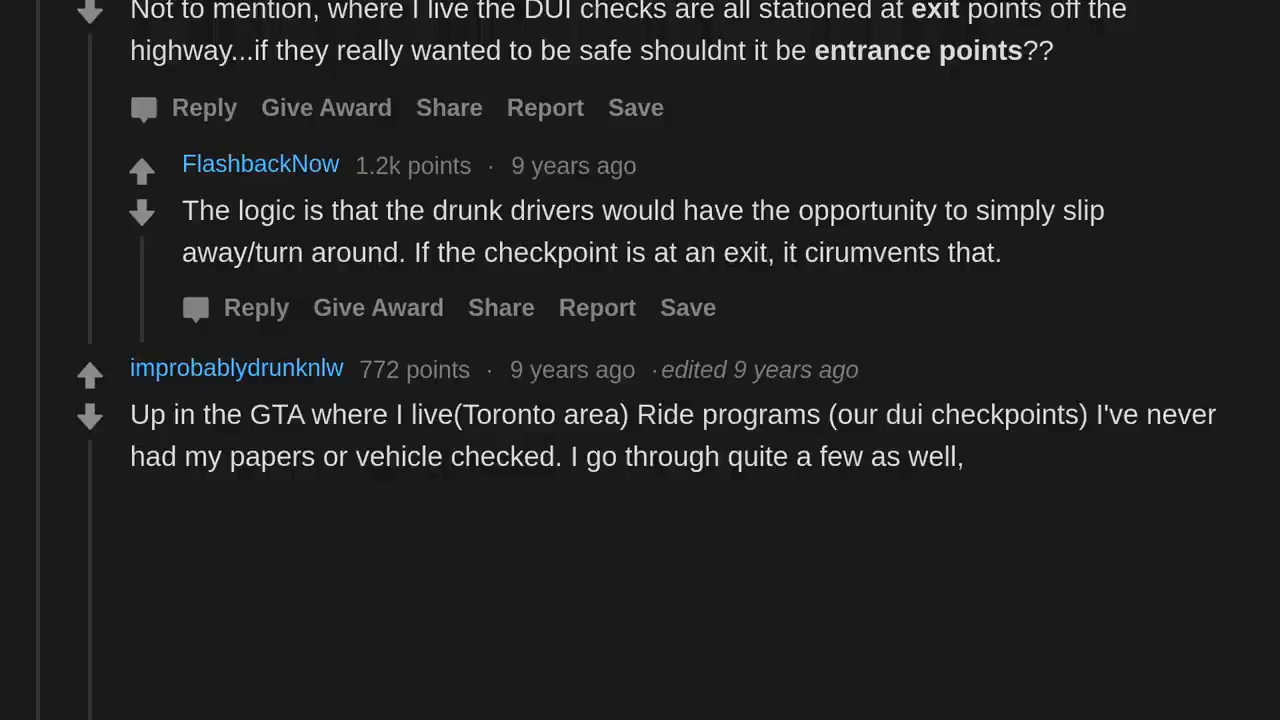 Not to mention, where I live the DUI checks are all stationed at exit points off the
highway...if they really wanted to be safe shouldnt it be entrance points??
Reply Give Award Share Report Save
FlashbackNow 1.2k points · 9 years ago
The logic is that the drunk drivers would have the opportunity to simply slip
away/turn around. If the checkpoint is at an exit, it cirumvents that.
Reply Give Award Share Report Save
improbablydrunknlw 772 points · 9 years ago · edited 9 years ago
Up in the GTA where I live(Toronto area) Ride programs (our dui checkpoints) I've never
had my papers or vehicle checked. I go through quite a few as well,